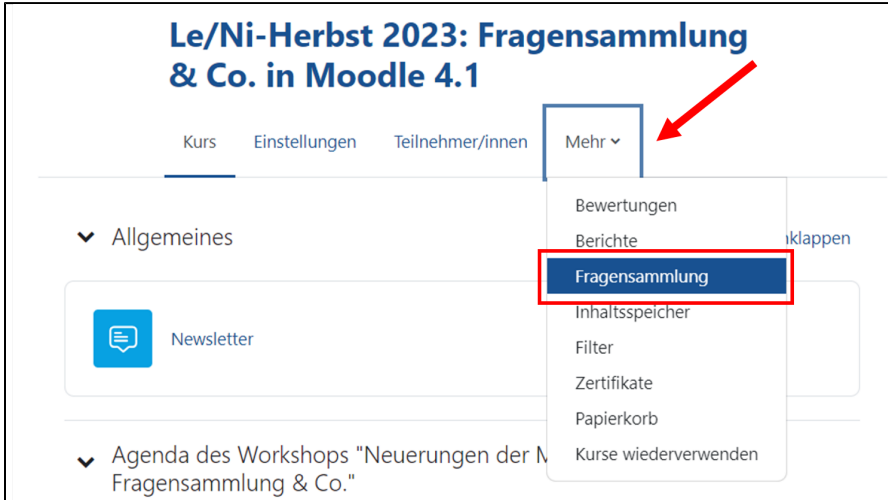 Le/Ni-Herbst 2023: Fragensammlung
& Co. in Moodle 4.1
Kurs Einstellungen Teilnehmer/innen Mehr
Bewertungen
Allgemeines
Berichte
Fragensammlung
Inhaltsspeicher
Newsletter
Filter
Zertifikate
Papierkorb
Kurse wiederverwenden
Agenda des Workshops "Neuerungen der
Fragensammlung & Co."